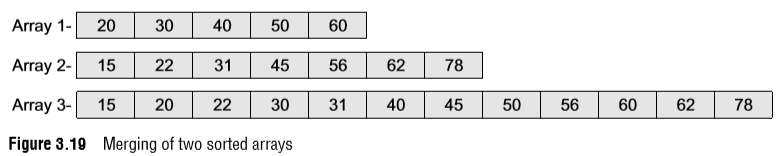 Array 1- 20 30 40 50 60
Array 2- 15 22 31 45 56 62 78
Array 3- 15 20 22 30 31 40 45 50 56 60 62 78
Figure 3.19 Merging of two sorted arrays